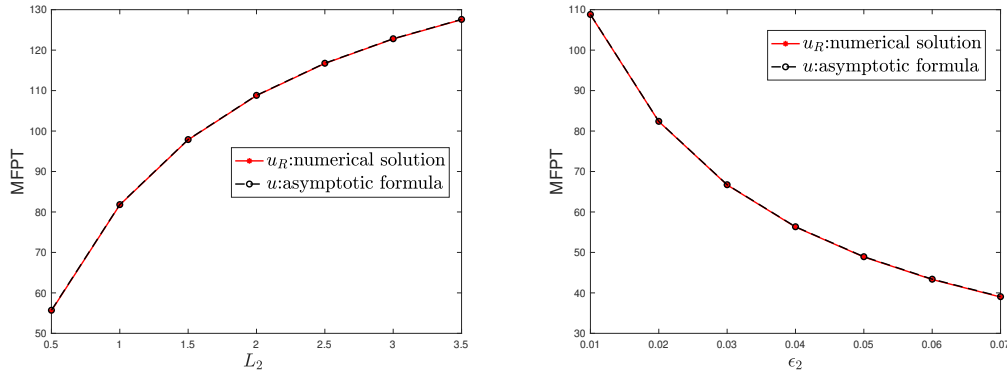 130
120
110
100
90
80
70
60
50
MFPT
0.5 1 1.5 2 2.5 3 3.5
L₂
u_R:numerical solution
u:asymptotic formula
110
100
90
80
70
60
50
40
30
MFPT
0.01 0.02 0.03 0.04 0.05 0.06 0.07
ϵ₂
u_R:numerical solution
u:asymptotic formula